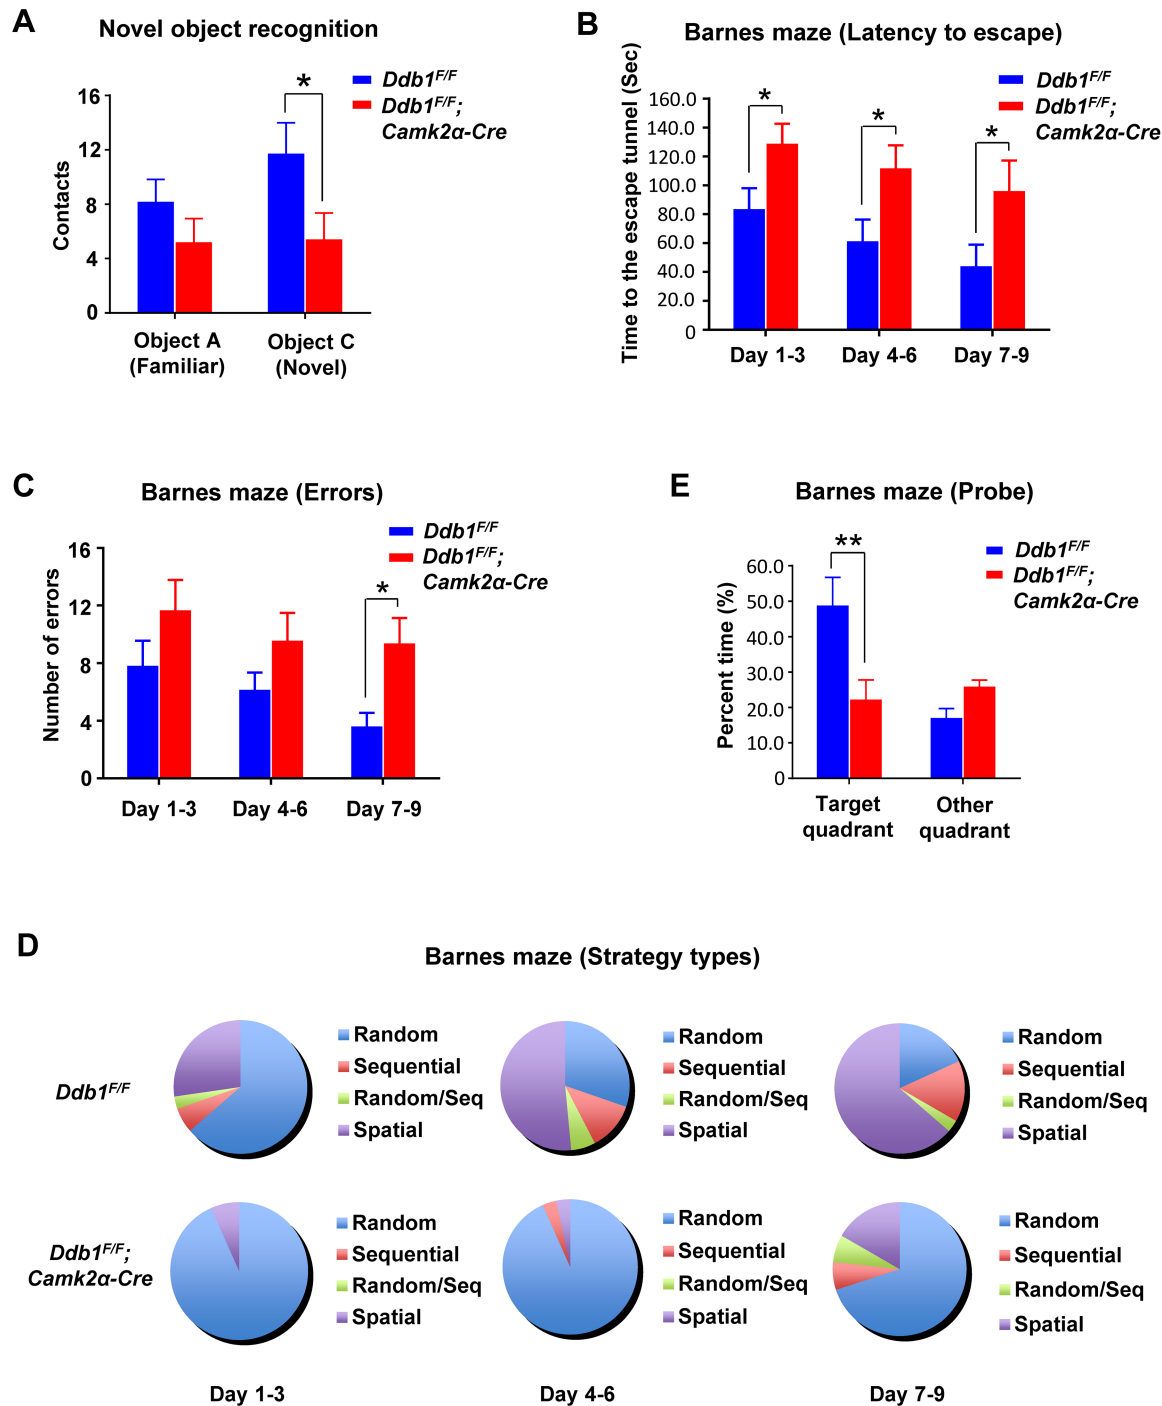 A
Novel object recognition
Ddb1F/F
Ddb1F/F;
Camk2α-Cre
*
Contacts
16
12
8
4
0
Object A
(Familiar)
Object C
(Novel)
B
Barnes maze (Latency to escape)
Ddb1F/F
Ddb1F/F;
Camk2α-Cre
*
*
*
Time to the escape tunnel (Sec)
160.0
140.0
120.0
100.0
80.0
60.0
40.0
20.0
0
Day 1-3
Day 4-6
Day 7-9
C
Barnes maze (Errors)
Ddb1F/F
Ddb1F/F;
Camk2α-Cre
*
Number of errors
16
12
8
4
0
Day 1-3
Day 4-6
Day 7-9
E
Barnes maze (Probe)
Ddb1F/F
Ddb1F/F;
Camk2α-Cre
**
Percent time (%)
60.0
50.0
40.0
30.0
20.0
10.0
0
Target
quadrant
Other
quadrant
D
Barnes maze (Strategy types)
Ddb1F/F
Random
Sequential
Random/Seq
Spatial
Random
Sequential
Random/Seq
Spatial
Random
Sequential
Random/Seq
Spatial
Ddb1F/F;
Camk2α-Cre
Random
Sequential
Random/Seq
Spatial
Random
Sequential
Random/Seq
Spatial
Random
Sequential
Random/Seq
Spatial
Day 1-3
Day 4-6
Day 7-9